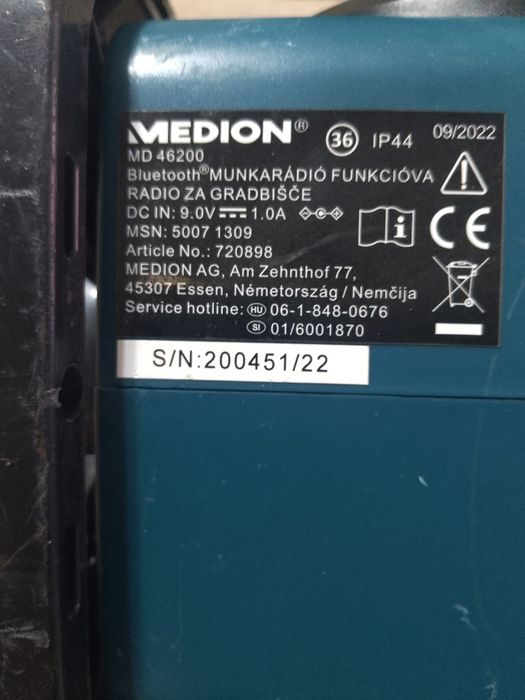 MEDION® 36 IP44 09/2022
MD 46200
Bluetooth® MUNKARÁDIÓ FUNKCIÓVA
RADIO ZA GRADBIŠČE
DC IN: 9.0V 1.0A
MSN: 5007 1309
Article No.: 720898
MEDION AG, Am Zehnthof 77,
45307 Essen, Németország / Nemčija
Service hotline: HU 06-1-848-0676
SI 01/6001870
CE
S/N:200451/22